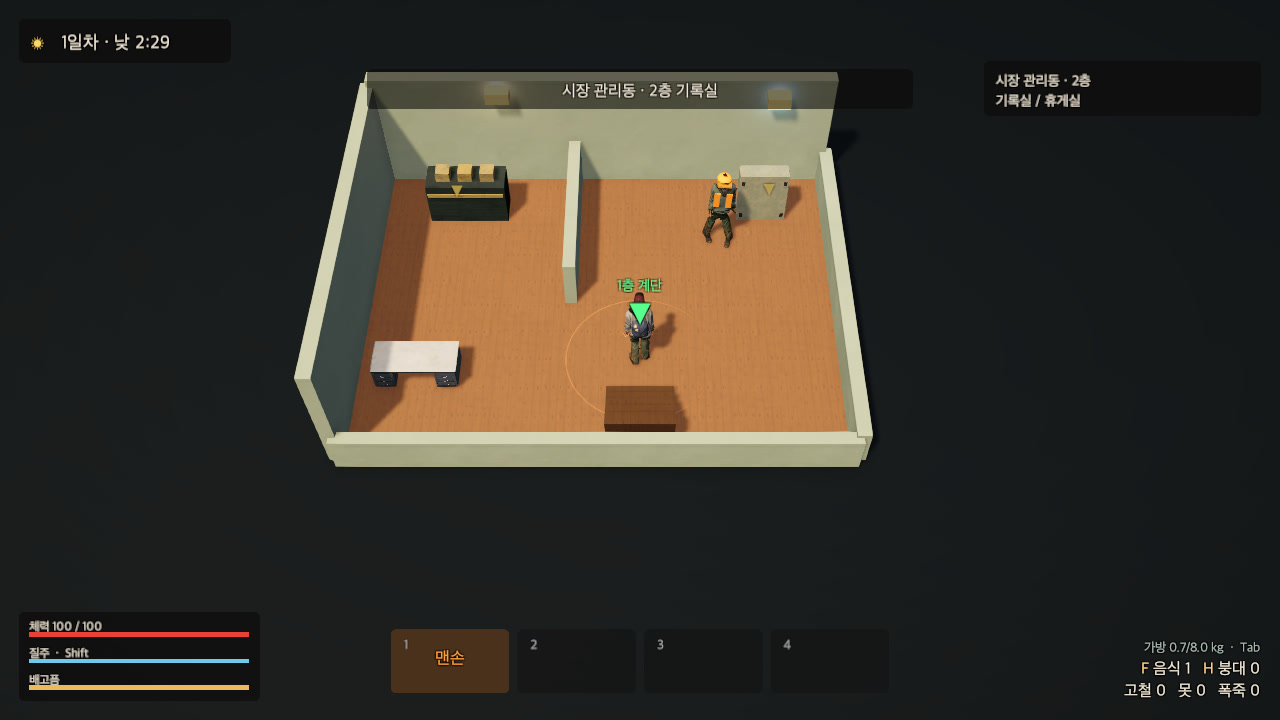 1일차 · 낮 2:29
시장 관리동 · 2층 기록실
시장 관리동 · 2층
기록실 / 휴게실
1층 계단
체력 100 / 100
질주 · Shift
배고픔
1
맨손
2
3
4
가방 0.7/8.0 kg · Tab
F 음식 1 H 붕대 0
고철 0 못 0 폭죽 0